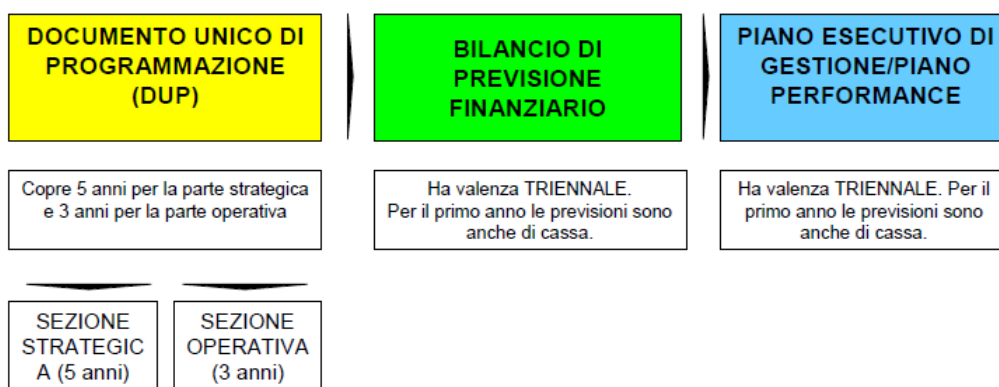 DOCUMENTO UNICO DI
PROGRAMMAZIONE
(DUP)
BILANCIO DI
PREVISIONE
FINANZIARIO
PIANO ESECUTIVO DI
GESTIONE/PIANO
PERFORMANCE
Copre 5 anni per la parte strategica
e 3 anni per la parte operativa
Ha valenza TRIENNALE.
Per il primo anno le previsioni sono
anche di cassa.
Ha valenza TRIENNALE. Per il
primo anno le previsioni sono
anche di cassa.
SEZIONE
STRATEGIC
A (5 anni)
SEZIONE
OPERATIVA
(3 anni)